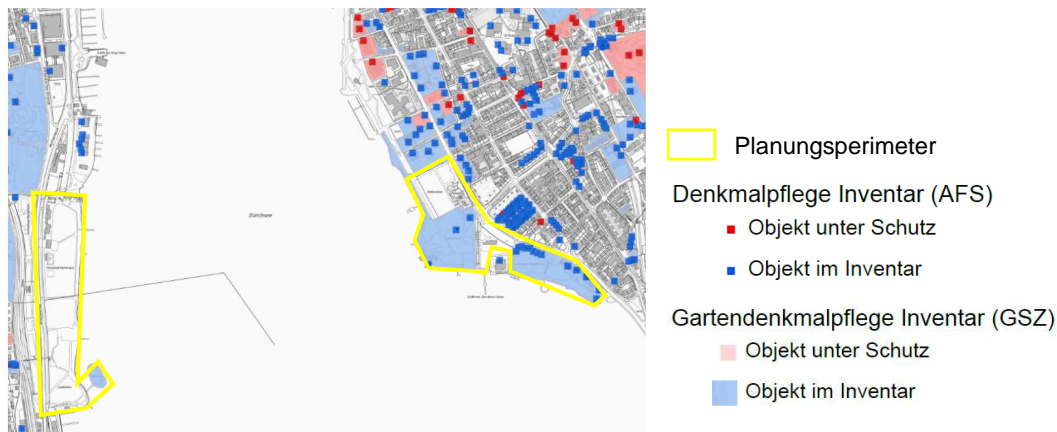 Zürichsee
Planungsperimeter
Denkmalpflege Inventar (AFS)
Objekt unter Schutz
Objekt im Inventar
Gartendenkmalpflege Inventar (GSZ)
Objekt unter Schutz
Objekt im Inventar